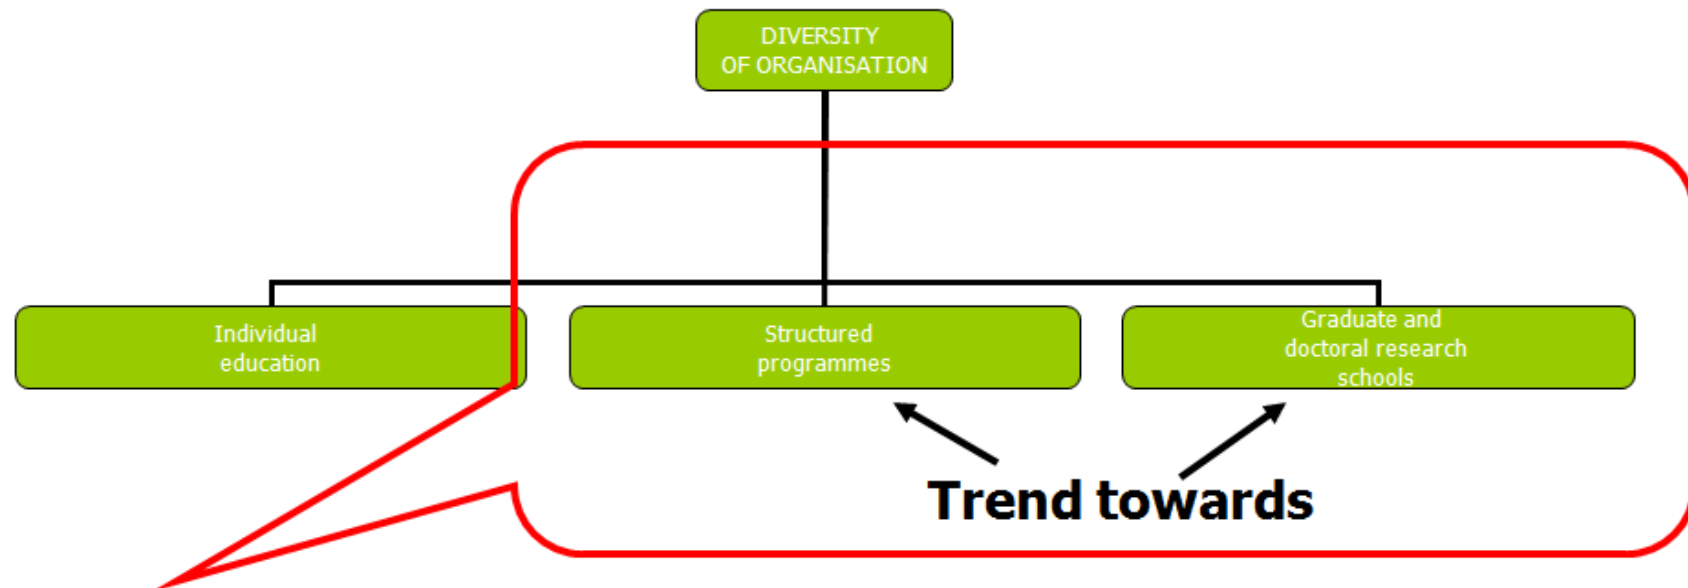 DIVERSITY
OF ORGANISATION
Individual
education
Structured
programmes
Graduate and
doctoral research
schools
Trend towards